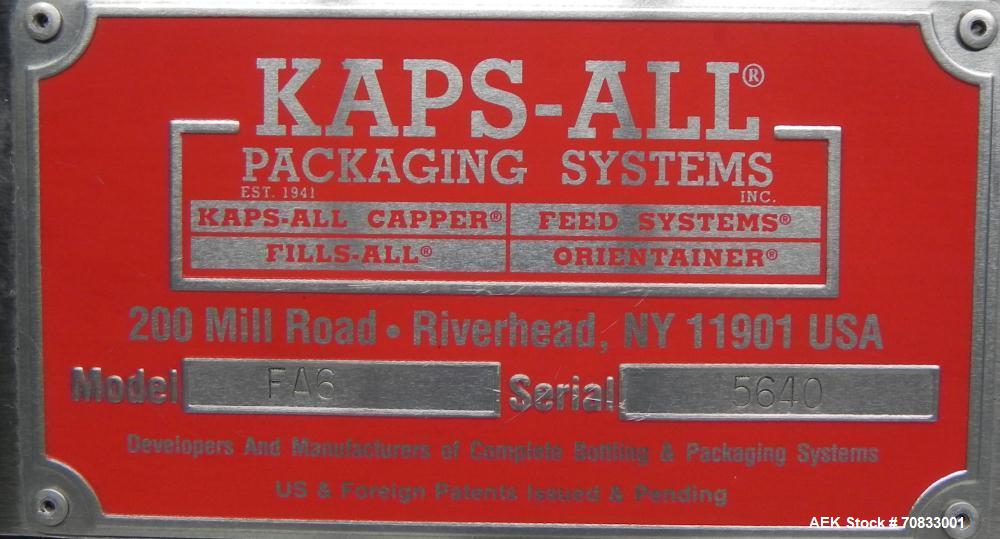 KAPS-ALL®
PACKAGING SYSTEMS
EST. 1941 INC.
KAPS-ALL CAPPER® FEED SYSTEMS®
FILLS-ALL® ORIENTAINER®
200 Mill Road • Riverhead, NY 11901 USA
Model FA6 Serial 5640
Developers And Manufacturers of Complete Bottling & Packaging Systems
US & Foreign Patents Issued & Pending
AEK Stock # 70833001